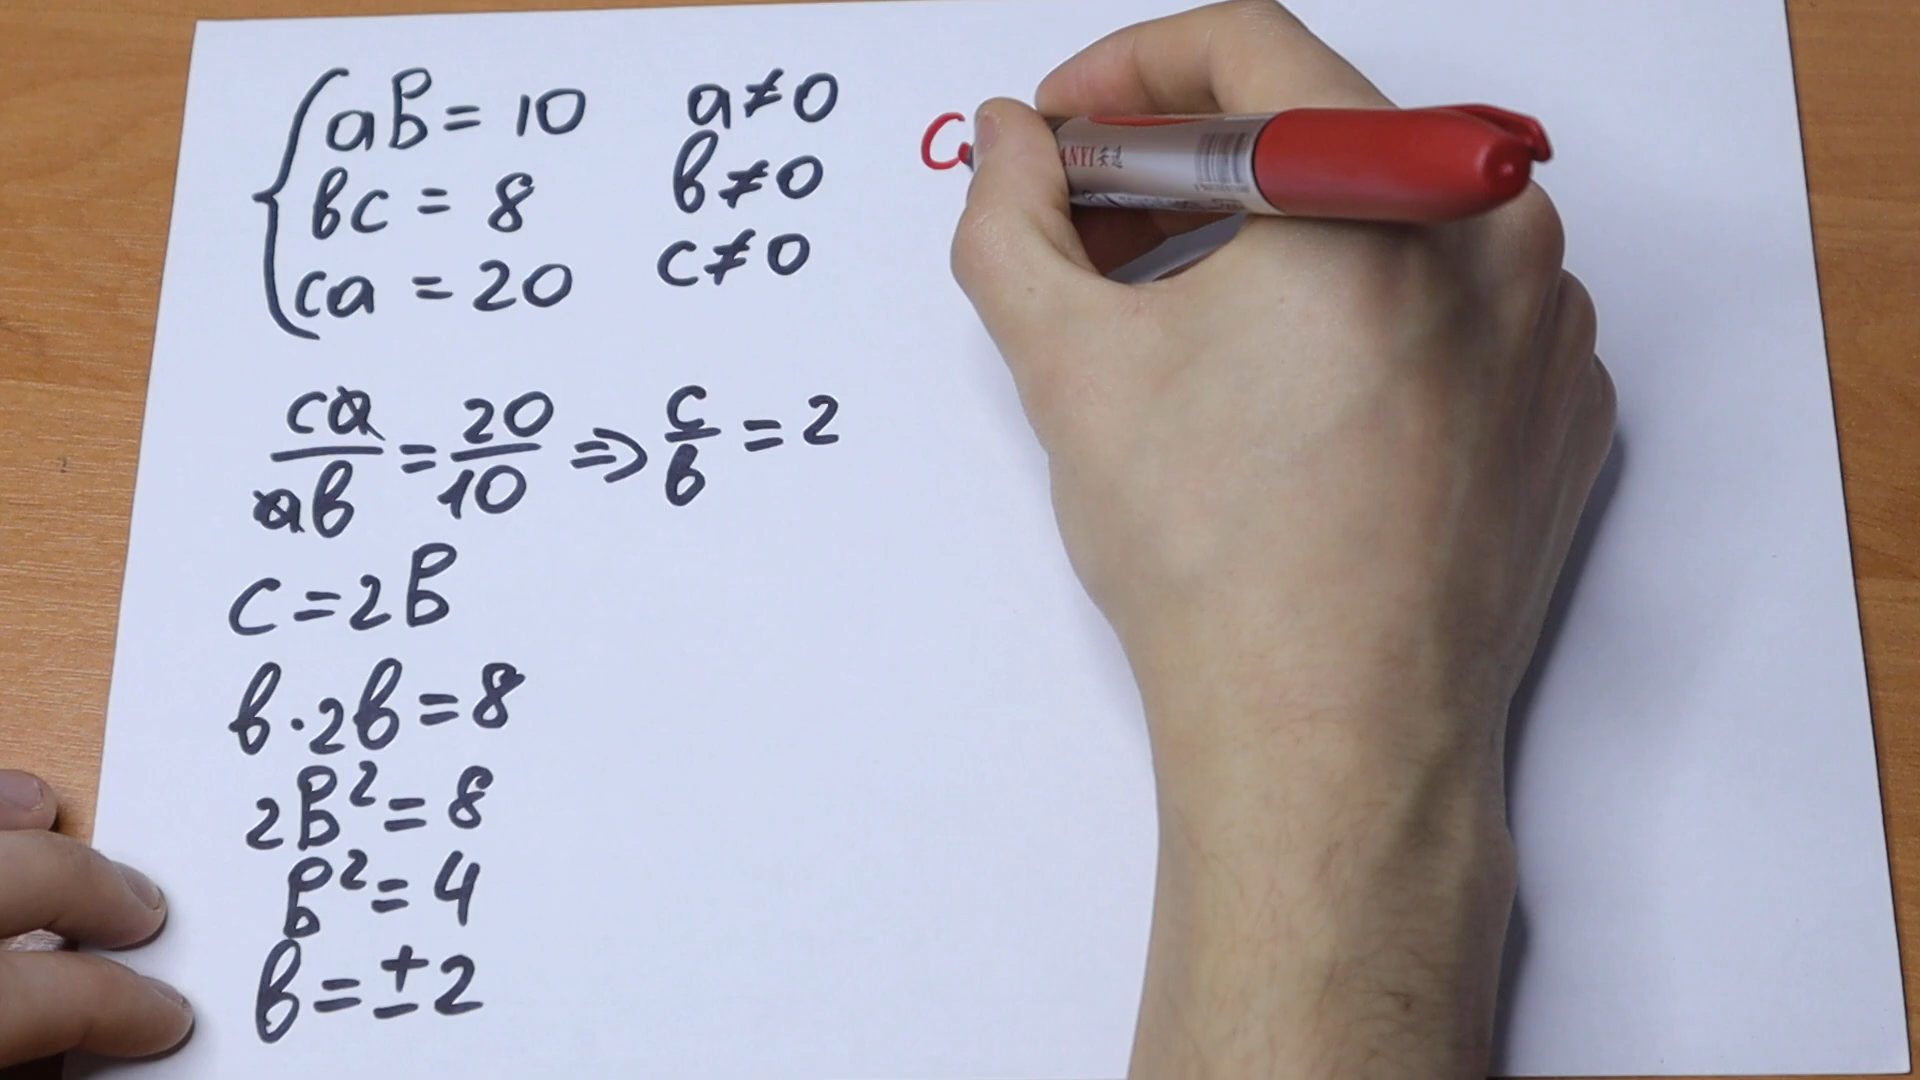 ab = 10 a ≠ 0
bc = 8 b ≠ 0
ca = 20 c ≠ 0
c
ca/ab = 20/10 ⇒ c/b = 2
c = 2b
b · 2b = 8
2b² = 8
b² = 4
b = ±2